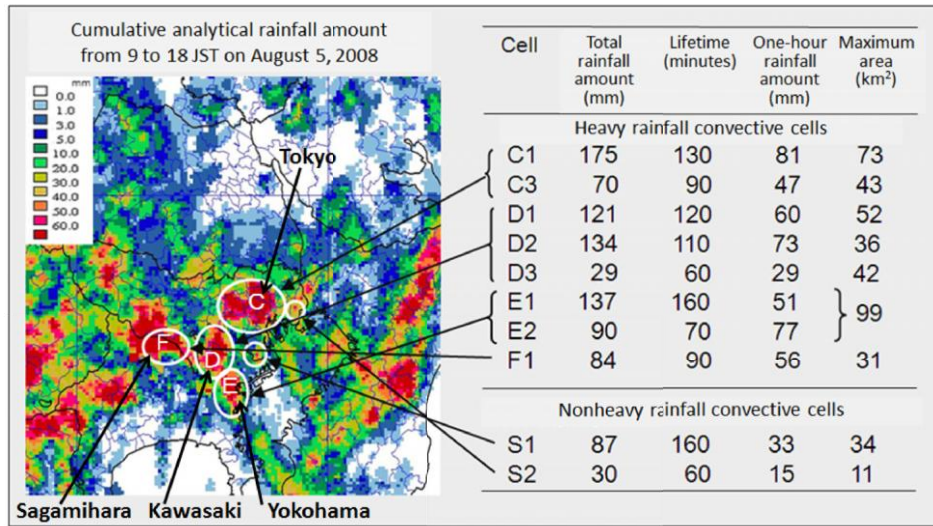 Cumulative analytical rainfall amount
from 9 to 18 JST on August 5, 2008
mm
0.0
1.0
3.0
5.0
10.0
20.0
30.0
40.0
50.0
60.0
Tokyo
C
F
D
E
Sagamihara Kawasaki Yokohama
Cell Total rainfall amount (mm) Lifetime (minutes) One-hour rainfall amount (mm) Maximum area (km²)
Heavy rainfall convective cells
C1 175 130 81 73
C3 70 90 47 43
D1 121 120 60 52
D2 134 110 73 36
D3 29 60 29 42
E1 137 160 51
99
E2 90 70 77
F1 84 90 56 31
Nonheavy rainfall convective cells
S1 87 160 33 34
S2 30 60 15 11